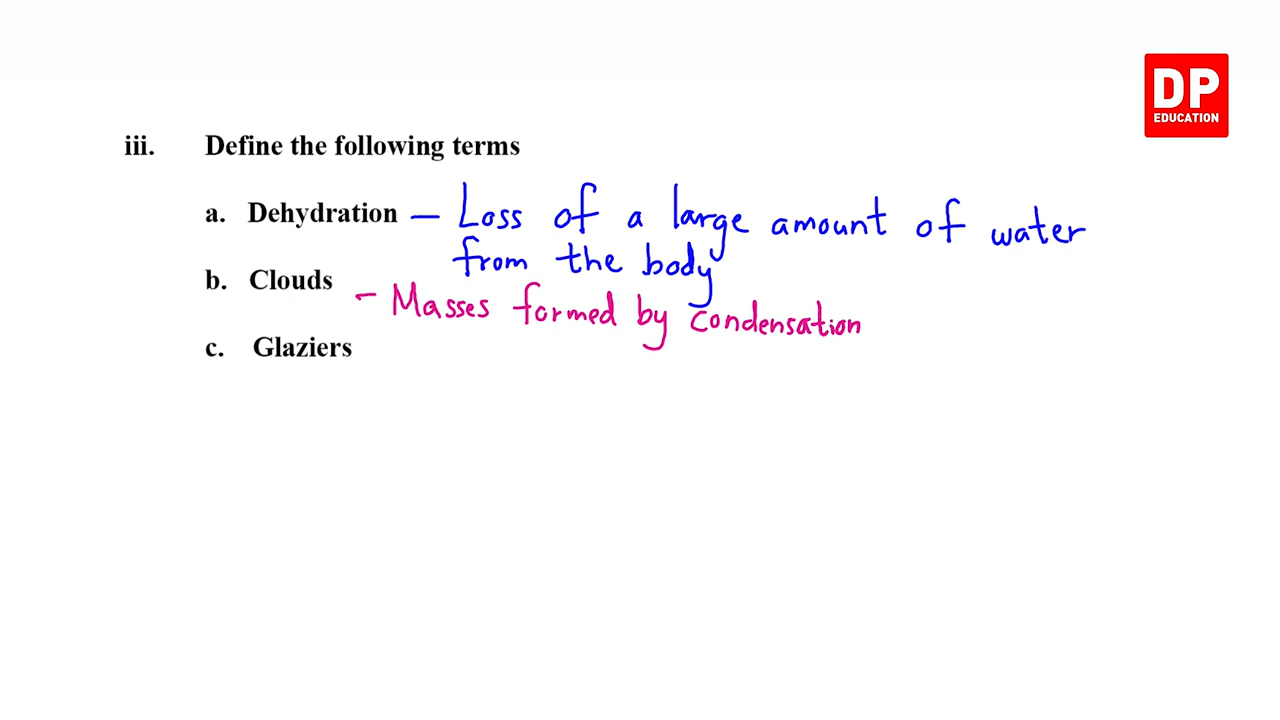 DP
EDUCATION
iii. Define the following terms
a. Dehydration – Loss of a large amount of water
from the body
b. Clouds - Masses formed by condensation
c. Glaziers